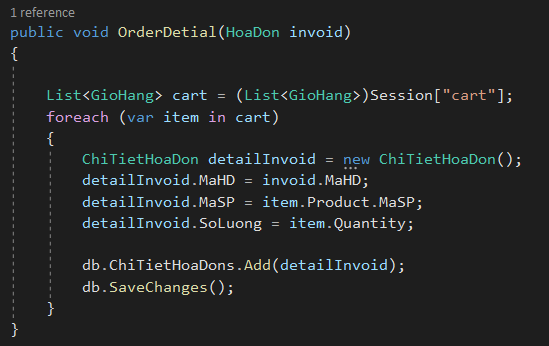 1 reference
public void OrderDetial(HoaDon invoid)
{
List<GioHang> cart = (List<GioHang>)Session["cart"];
foreach (var item in cart)
{
ChiTietHoaDon detailInvoid = new ChiTietHoaDon();
detailInvoid.MaHD = invoid.MaHD;
detailInvoid.MaSP = item.Product.MaSP;
detailInvoid.SoLuong = item.Quantity;
db.ChiTietHoaDons.Add(detailInvoid);
db.SaveChanges();
}
}